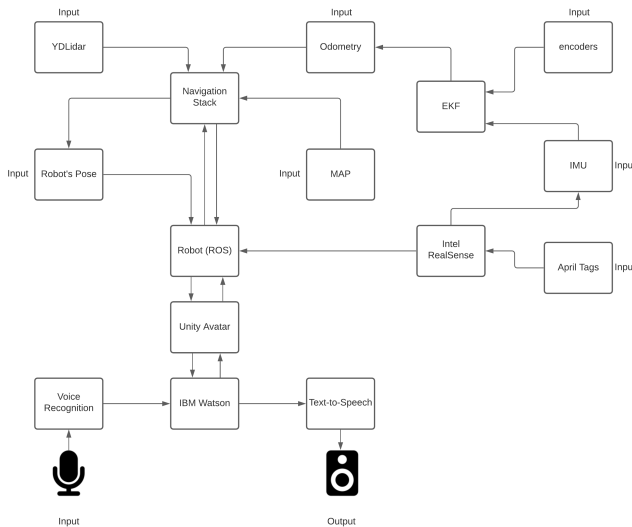 Input
Input
Input
YDLidar
Odometry
encoders
Navigation
Stack
EKF
Input
Robot's Pose
Input
MAP
IMU
Input
Robot (ROS)
Intel
RealSense
April Tags
Input
Unity Avatar
Voice
Recognition
IBM Watson
Text-to-Speech
Input
Output